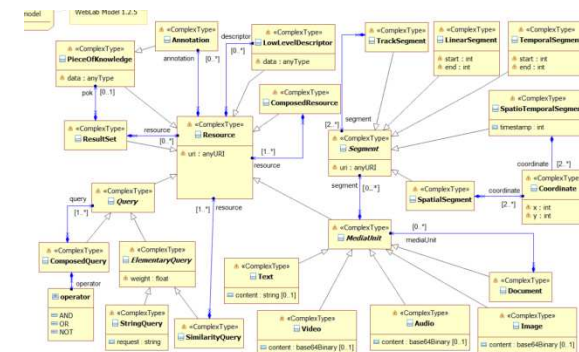 model
WebLab Model 1.2.5
«ComplexType»
Annotation
«ComplexType»
PieceOfKnowledge
data : anyType
pok
[0..1]
annotation
[0..*]
descriptor
[0..*]
«ComplexType»
LowLevelDescriptor
data : anyType
«ComplexType»
ComposedResource
«ComplexType»
TrackSegment
«ComplexType»
LinearSegment
start : int
end : int
«ComplexType»
TemporalSegment
start : int
end : int
«ComplexType»
ResultSet
resource
[0..*]
«ComplexType»
Resource
uri : anyURI
[1..*]
resource
[1..*]
resource
segment
[2..*]
«ComplexType»
Segment
uri : anyURI
segment
[0..*]
«ComplexType»
SpatioTemporalSegment
timestamp : int
coordinate
[2..*]
«ComplexType»
SpatialSegment
coordinate
[2..*]
«ComplexType»
Coordinate
x : int
y : int
query
[1..*]
«ComplexType»
Query
«ComplexType»
ComposedQuery
operator
operator
AND
OR
NOT
«ComplexType»
ElementaryQuery
weight : float
«ComplexType»
StringQuery
request : string
«ComplexType»
SimilarityQuery
«ComplexType»
MediaUnit
[0..*]
mediaUnit
«ComplexType»
Text
content : string [0..1]
«ComplexType»
Video
content : base64Binary [0..1]
«ComplexType»
Audio
content : base64Binary [0..1]
«ComplexType»
Image
content : base64Binary [0..1]
«ComplexType»
Document